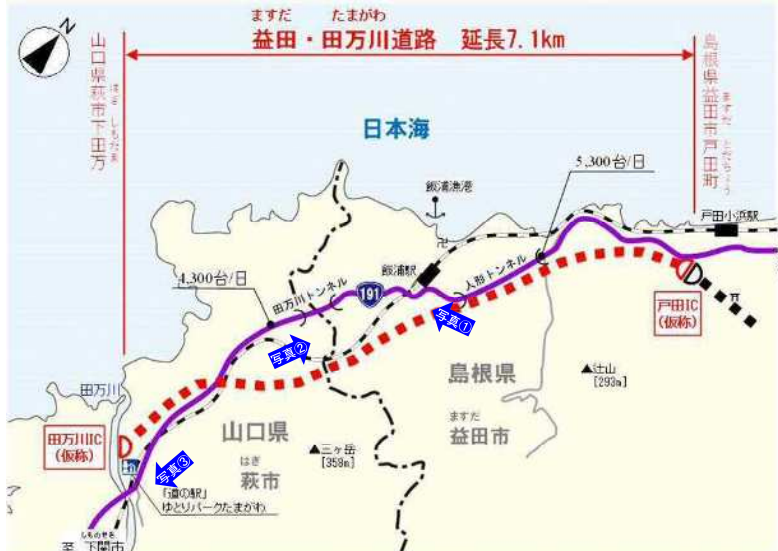 ますだ たまがわ
益田・田万川道路 延長7.1km
N
山口県萩市下田万
はぎ しもたま
島根県益田市戸田町
ますだ とだちょう
日本海
5,300台/日
飯浦漁港
戸田小浜駅
飯浦駅
人形トンネル
4,300台/日
田万川トンネル
191
写真①
戸田IC
(仮称)
写真②
辻山
[293m]
島根県
ますだ
益田市
田万川
田万川IC
(仮称)
山口県
はぎ
萩市
三ヶ岳
[359m]
写真③
「道の駅」
ゆとりパークたまがわ
しものせき
至 下関市